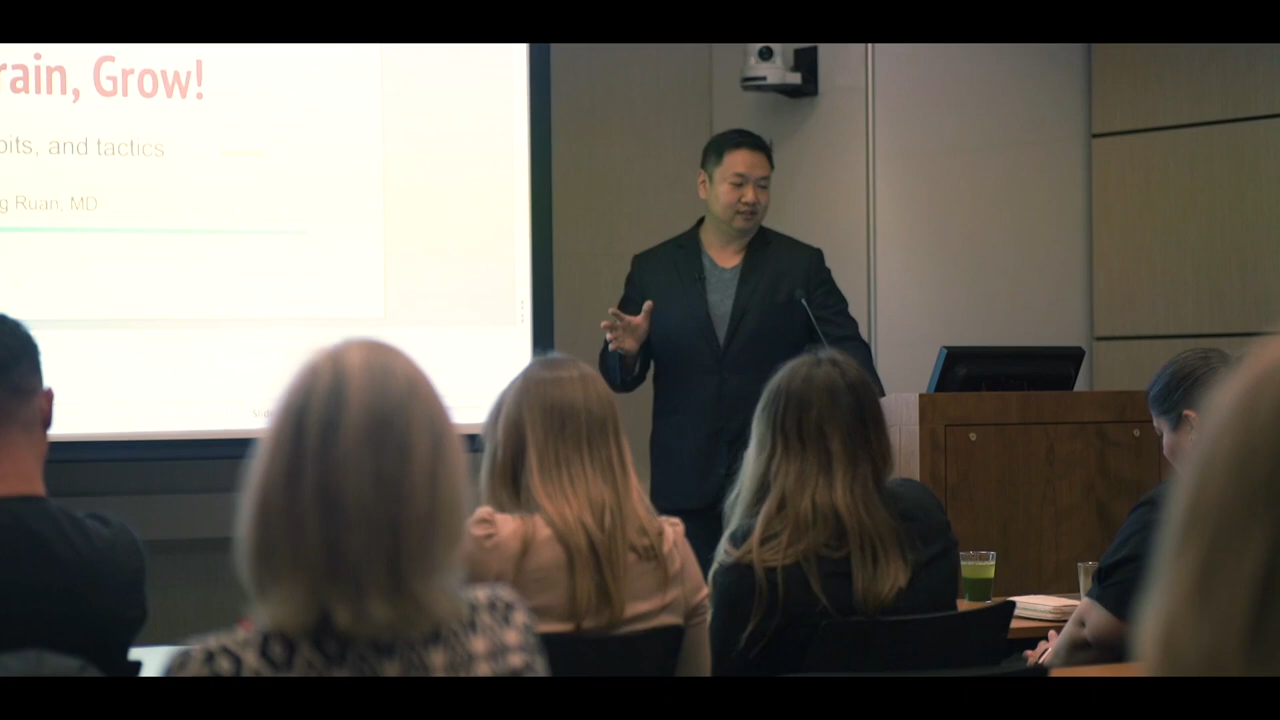 rain, Grow!
bits, and tactics
g Ruan, MD